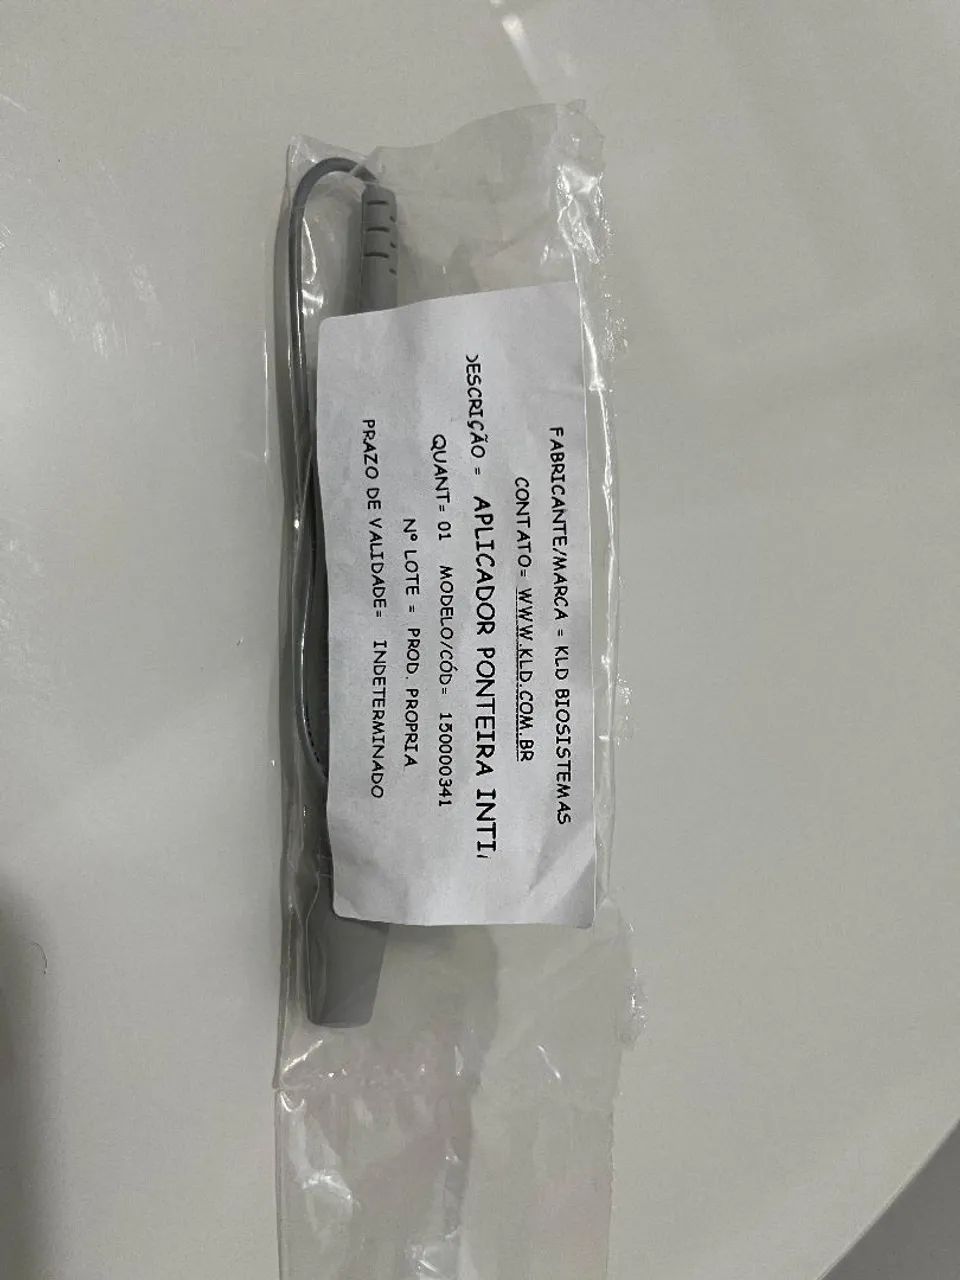 FABRICANTE/MARCA = KLD BIOSISTEMAS
CONTATO= WWW.KLD.COM.BR
DESCRIÇÃO = APLICADOR PONTEIRA INTI
QUANT= 01 MODELO/CÓD= 150000341
Nº LOTE = PROD. PROPRIA
PRAZO DE VALIDADE= INDETERMINADO